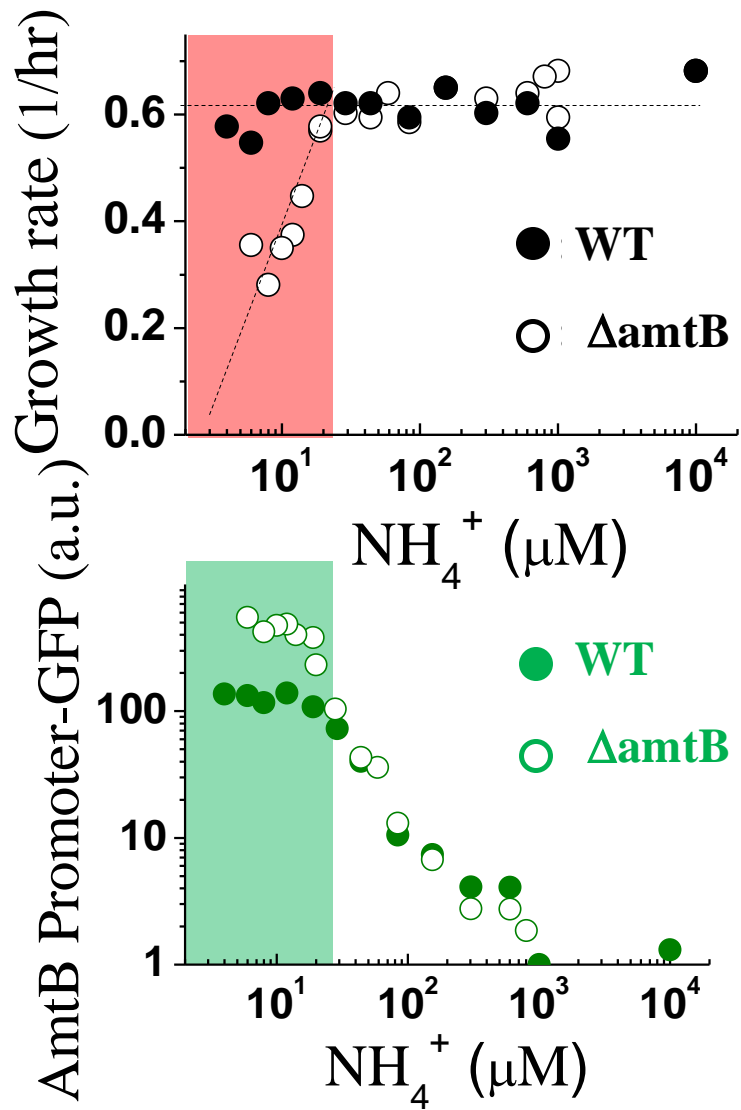 Growth rate (1/hr)
0.6
0.4
0.2
0.0
WT
ΔamtB
10¹
10²
10³
10⁴
NH₄⁺ (μM)
AmtB Promoter-GFP (a.u.)
100
10
1
WT
ΔamtB
10¹
10²
10³
10⁴
NH₄⁺ (μM)